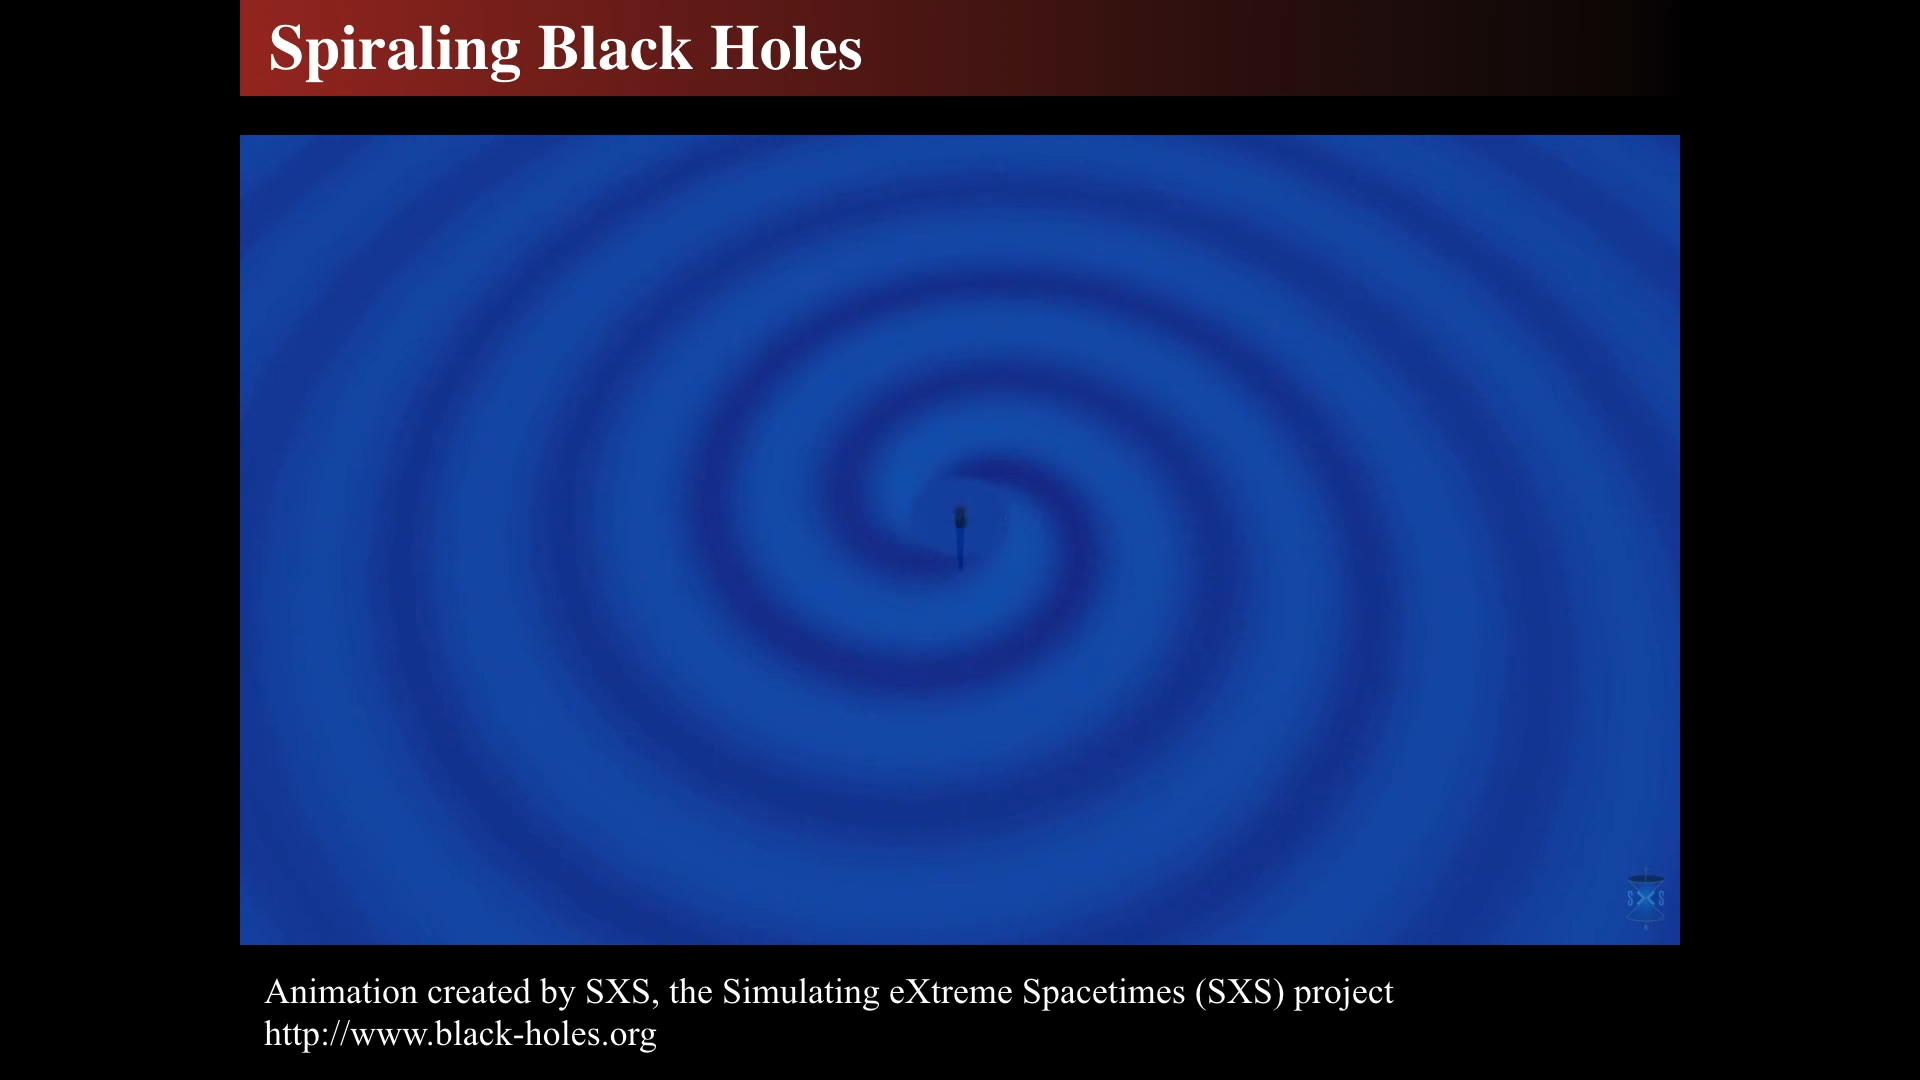 Spiraling Black Holes
SXS
Animation created by SXS, the Simulating eXtreme Spacetimes (SXS) project
http://www.black-holes.org